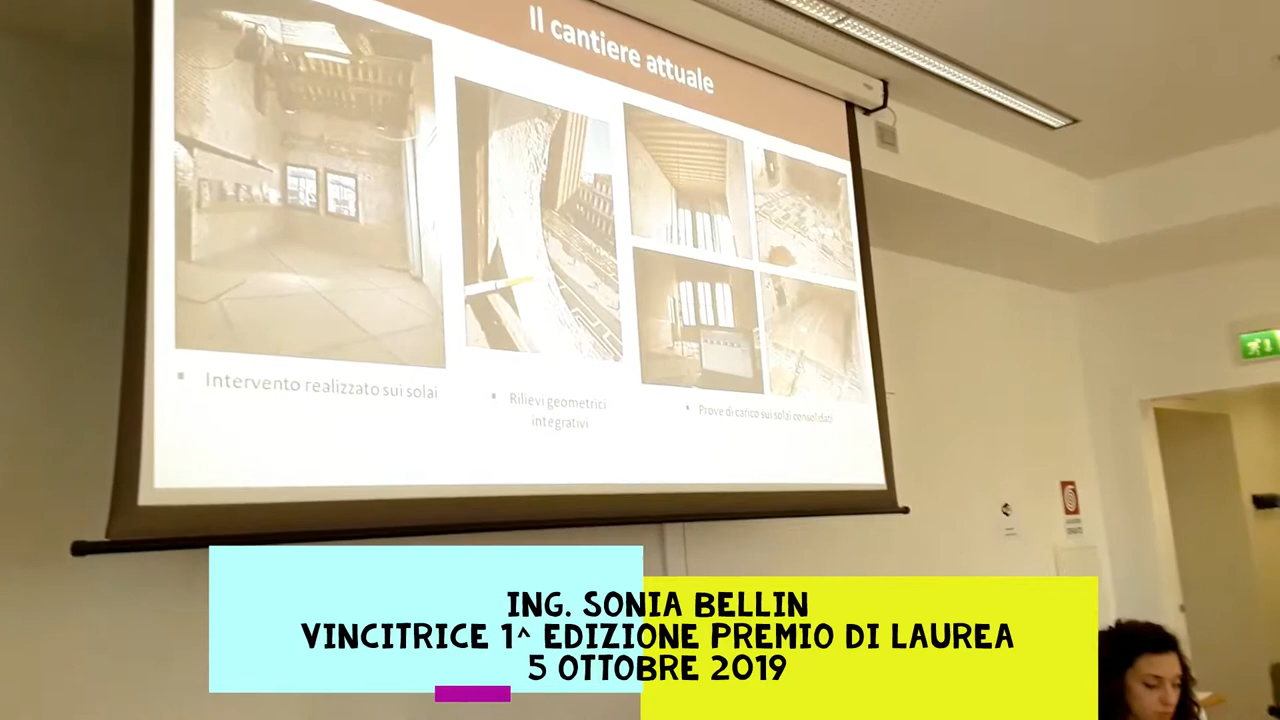 Il cantiere attuale
▪ Intervento realizzato sui solai
▪ Rilievi geometrici
integrativi
▪ Prove di carico sui solai consolidati
ING. SONIA BELLIN
VINCITRICE 1^ EDIZIONE PREMIO DI LAUREA
5 OTTOBRE 2019